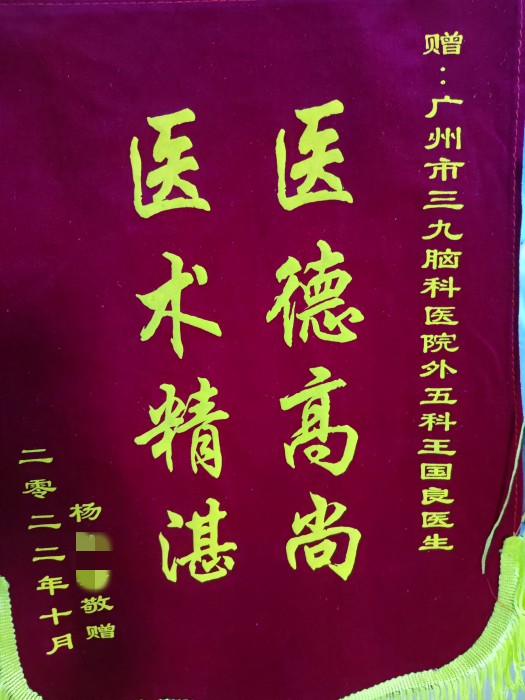 赠:广州市三九脑科医院外五科王国良医生
医德高尚
医术精湛
杨
敬赠
二零二二年十月